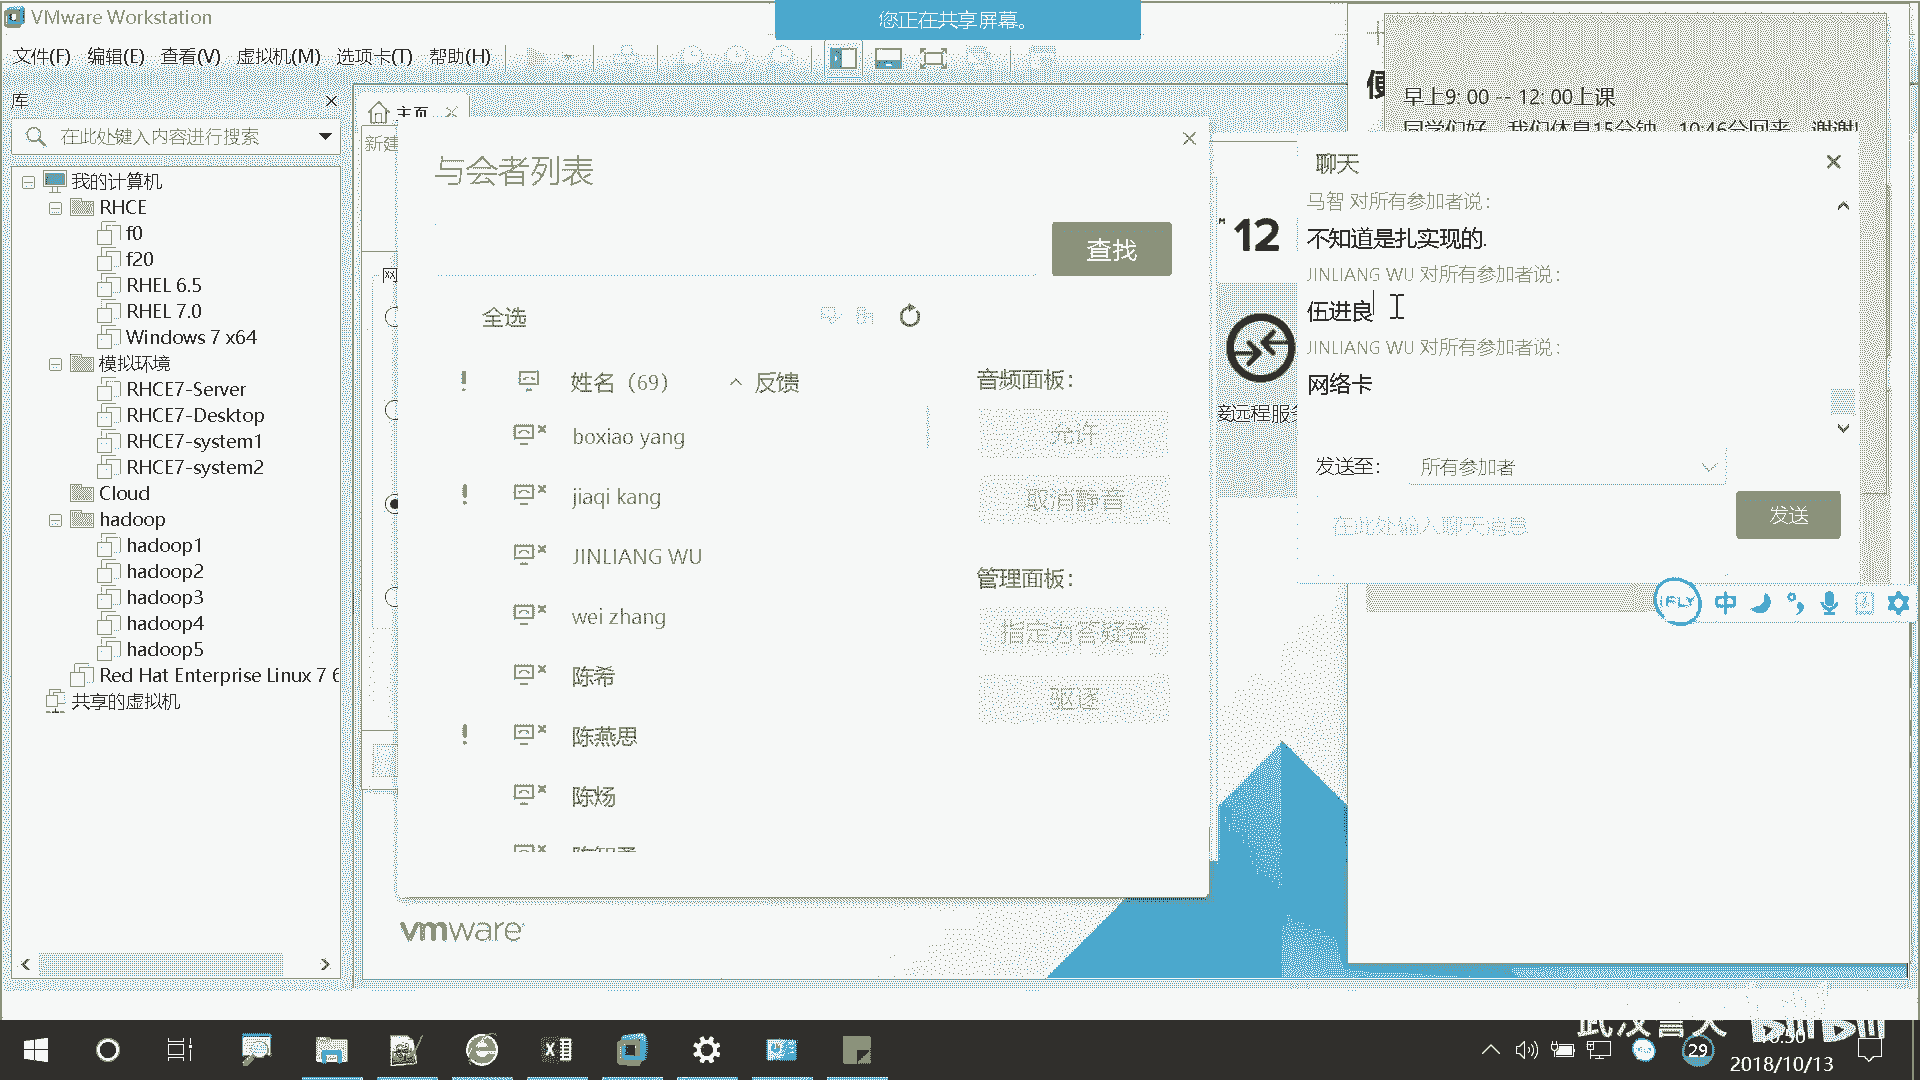 VMware Workstation
您正在共享屏幕。
文件(F) 编辑(E) 查看(V) 虚拟机(M) 选项卡(T) 帮助(H)
库
在此处键入内容进行搜索
我的计算机
RHCE
f0
f20
RHEL 6.5
RHEL 7.0
Windows 7 x64
模拟环境
RHCE7-Server
RHCE7-Desktop
RHCE7-system1
RHCE7-system2
Cloud
hadoop
hadoop1
hadoop2
hadoop3
hadoop4
hadoop5
Red Hat Enterprise Linux 7 6
共享的虚拟机
主页
新建
与会者列表
查找
全选
姓名（69） 反馈
boxiao yang
jiaqi kang
JINLIANG WU
wei zhang
陈希
陈燕思
陈炀
音频面板：
允许
取消静音
管理面板：
指定为答疑者
驱逐
12
接远程服务
vmware
便
早上9: 00 -- 12: 00上课
同学们好，我们休息15分钟，10:46分回来，谢谢!
聊天
马智 对所有参加者说：
不知道是扎实现的.
JINLIANG WU 对所有参加者说：
伍进良
JINLIANG WU 对所有参加者说：
网络卡
发送至：
所有参加者
在此处输入聊天消息
发送
iFLY 中
29
2018/10/13
武汉誉天
bilibili